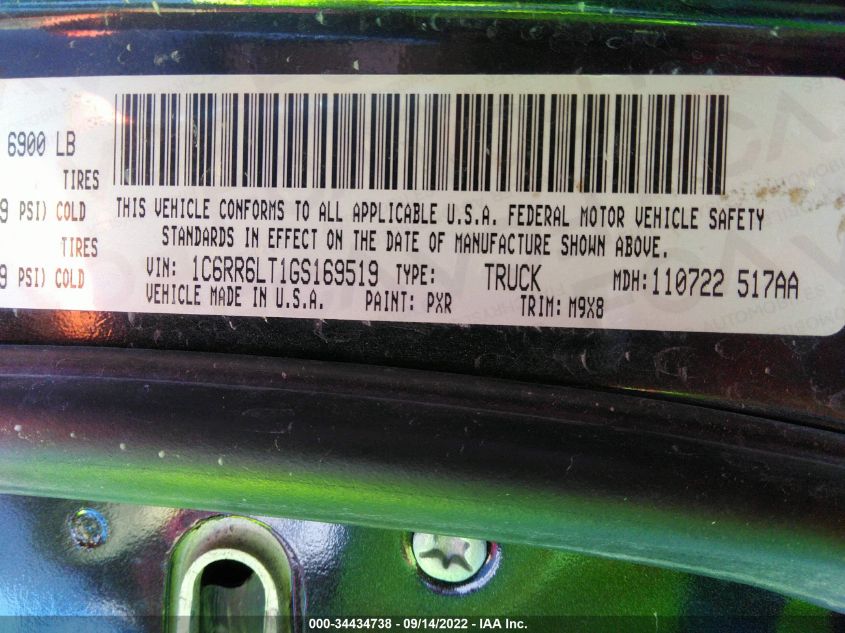 6900 LB
TIRES
9 PSI) COLD
TIRES
9 PSI) COLD
THIS VEHICLE CONFORMS TO ALL APPLICABLE U.S.A. FEDERAL MOTOR VEHICLE SAFETY
STANDARDS IN EFFECT ON THE DATE OF MANUFACTURE SHOWN ABOVE.
VIN: 1C6RR6LT1GS169519 TYPE: TRUCK MDH:110722 517AA
VEHICLE MADE IN U.S.A. PAINT: PXR TRIM: M9X8
000-34434738 - 09/14/2022 - IAA Inc.